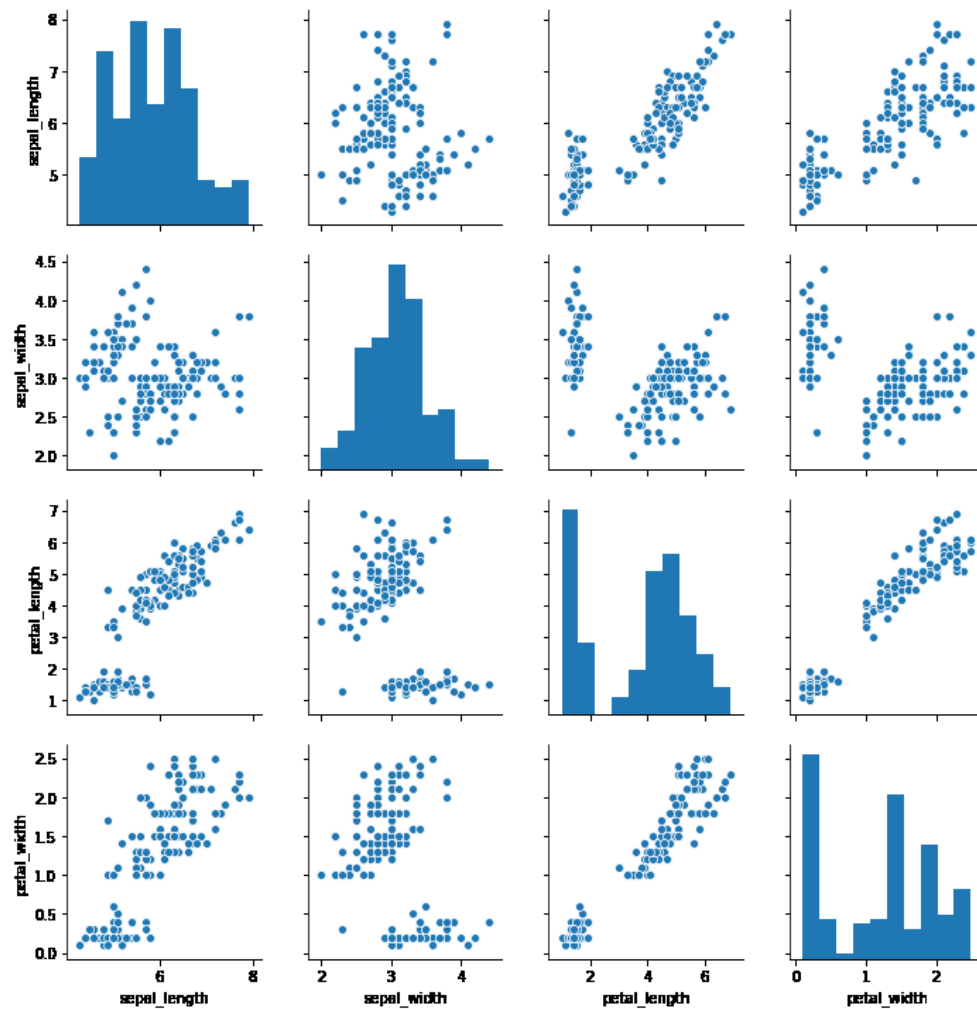 8
7
6
5
sepal_length
4.5
4.0
3.5
3.0
2.5
2.0
sepal_width
7
6
5
4
3
2
1
petal_length
2.5
2.0
1.5
1.0
0.5
0.0
petal_width
6 8
sepal_length
2 3 4
sepal_width
2 4 6
petal_length
0 1 2
petal_width